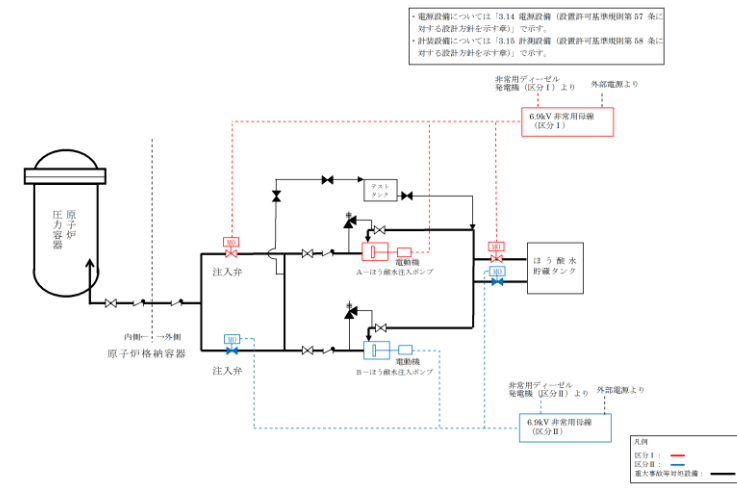 ・電源設備については「3.14 電源設備（設置許可基準規則第 57 条に
対する設計方針を示す章）」で示す。
・計装設備については「3.15 計測設備（設置許可基準規則第 58 条に
対する設計方針を示す章）」で示す。
非常用ディーゼル
発電機（区分Ⅰ）より
外部電源より
6.9kV 非常用母線
（区分Ⅰ）
テスト
タンク
原子炉
圧力容器
MO
注入弁
電動機
A－ほう酸水注入ポンプ
MO
MO
ほう酸水
貯蔵タンク
内側← →外側
原子炉格納容器
MO
注入弁
電動機
B－ほう酸水注入ポンプ
非常用ディーゼル
発電機（区分Ⅱ）より
外部電源より
6.9kV 非常用母線
（区分Ⅱ）
凡例
区分Ⅰ：
区分Ⅱ：
重大事故等対処設備：